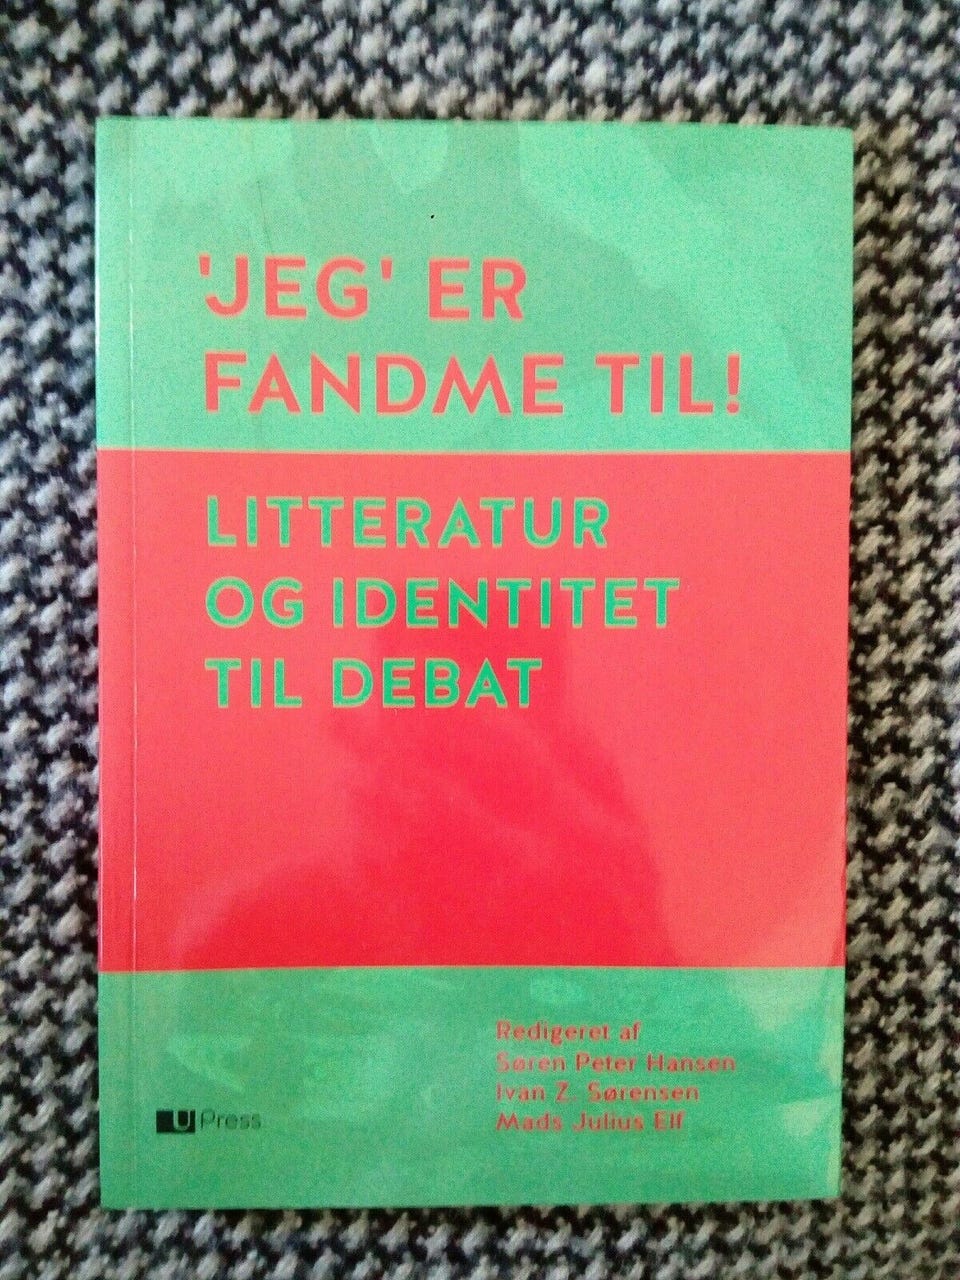 'JEG' ER
FANDME TIL!
LITTERATUR
OG IDENTITET
TIL DEBAT
Redigeret af
Søren Peter Hansen
Ivan Z. Sørensen
Mads Julius Elf
U Press